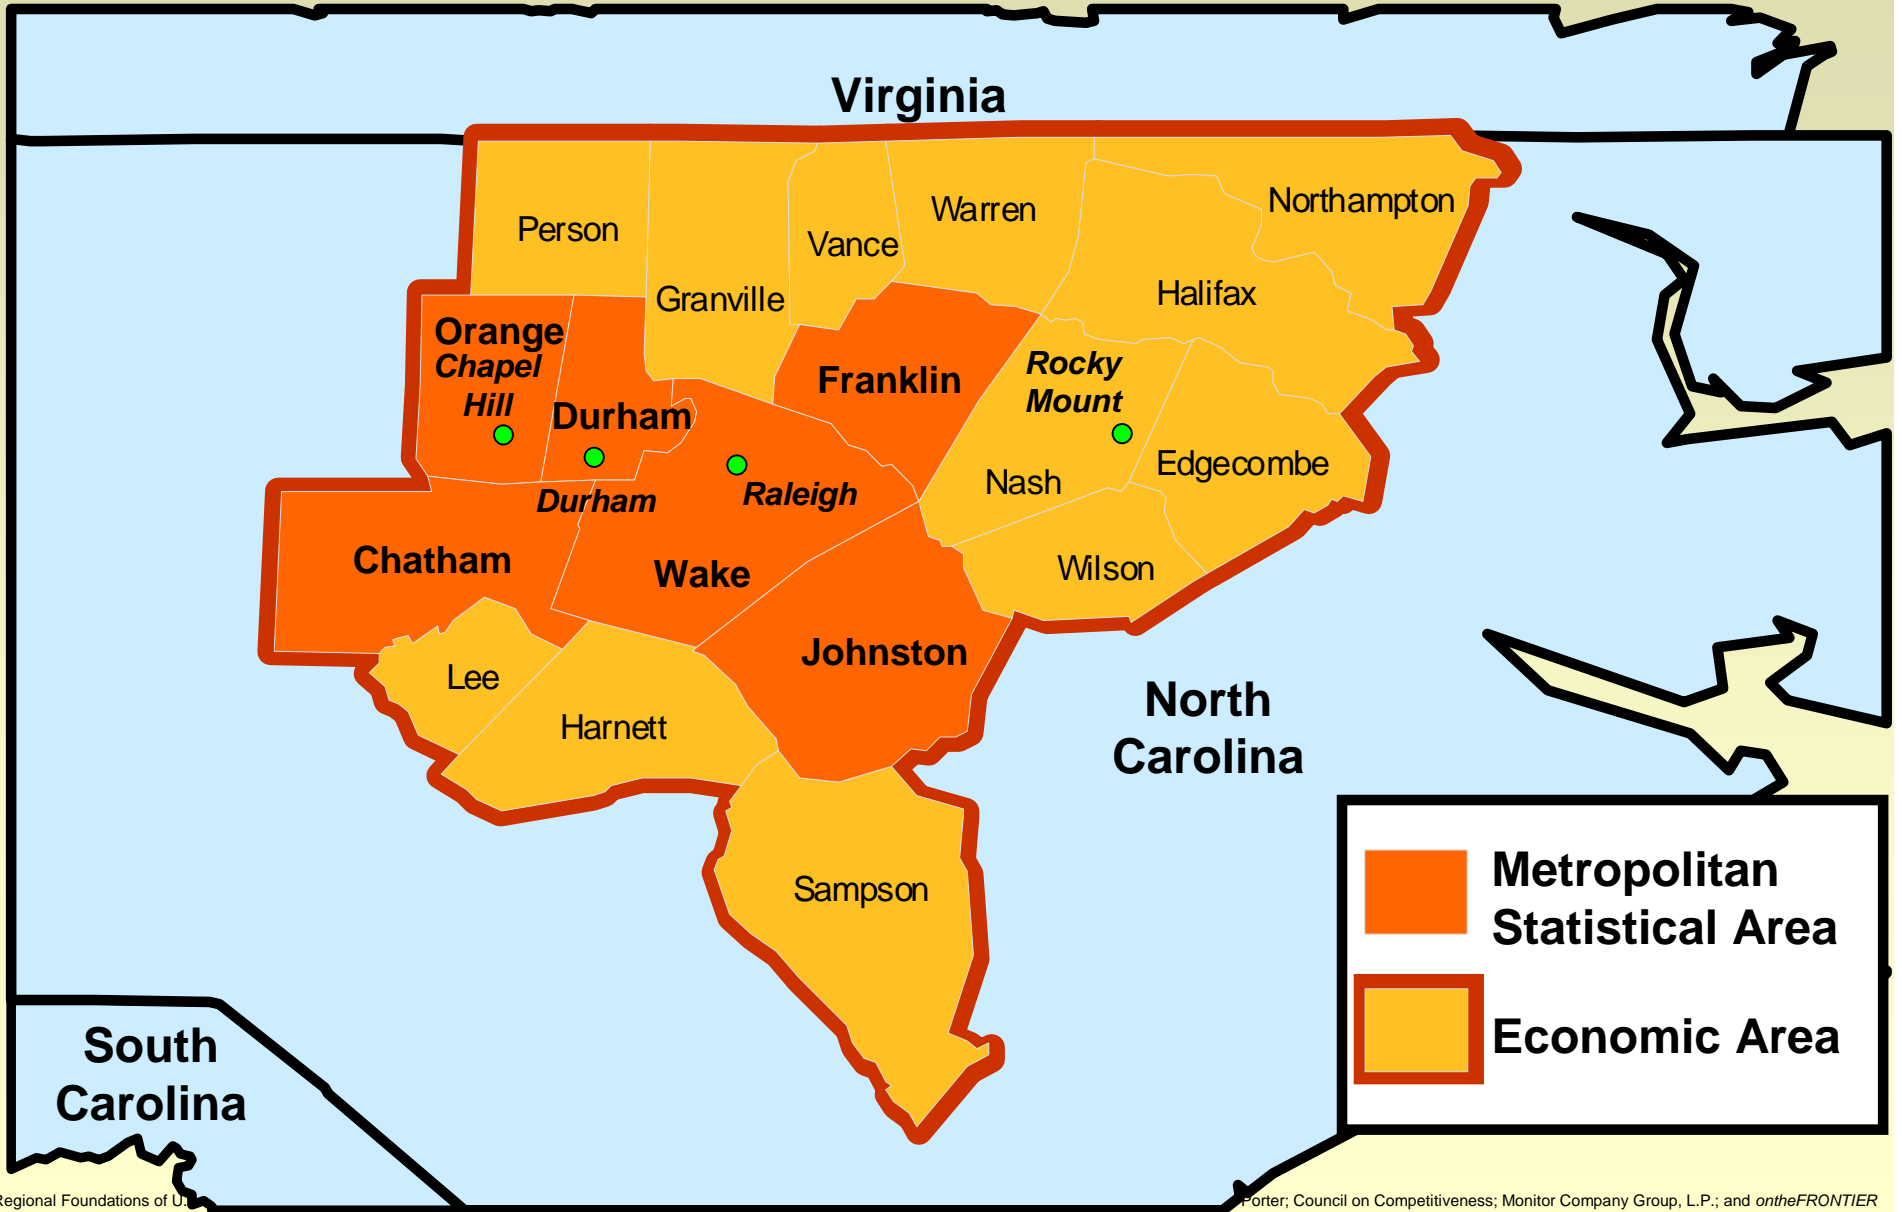 Virginia
Person
Granville
Vance
Warren
Northampton
Halifax
Orange
Chapel
Hill
Durham
Franklin
Rocky
Mount
Nash
Edgecombe
Durham
Raleigh
Chatham
Wake
Wilson
Johnston
Lee
Harnett
North
Carolina
Sampson
Metropolitan
Statistical Area
Economic Area
South
Carolina
Regional Foundations of U.
Porter; Council on Competitiveness; Monitor Company Group, L.P.; and ontheFRONTIER